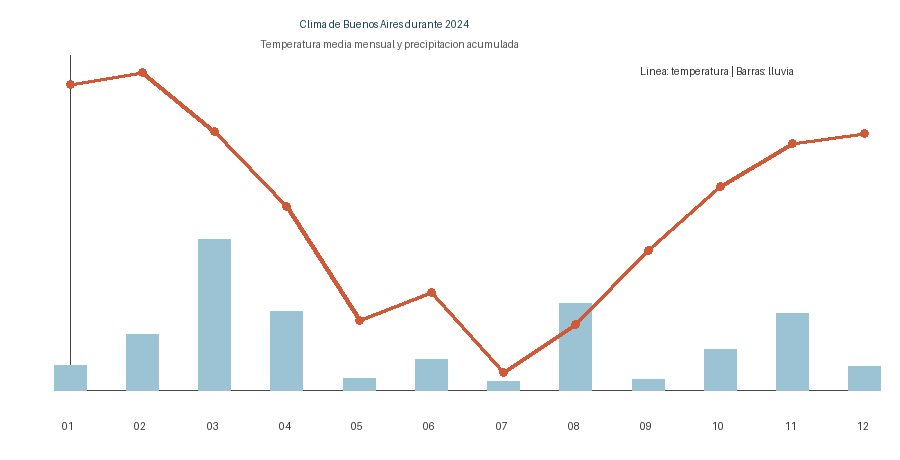 Clima de Buenos Aires durante 2024
Temperatura media mensual y precipitacion acumulada
Linea: temperatura | Barras: lluvia
01 02 03 04 05 06 07 08 09 10 11 12